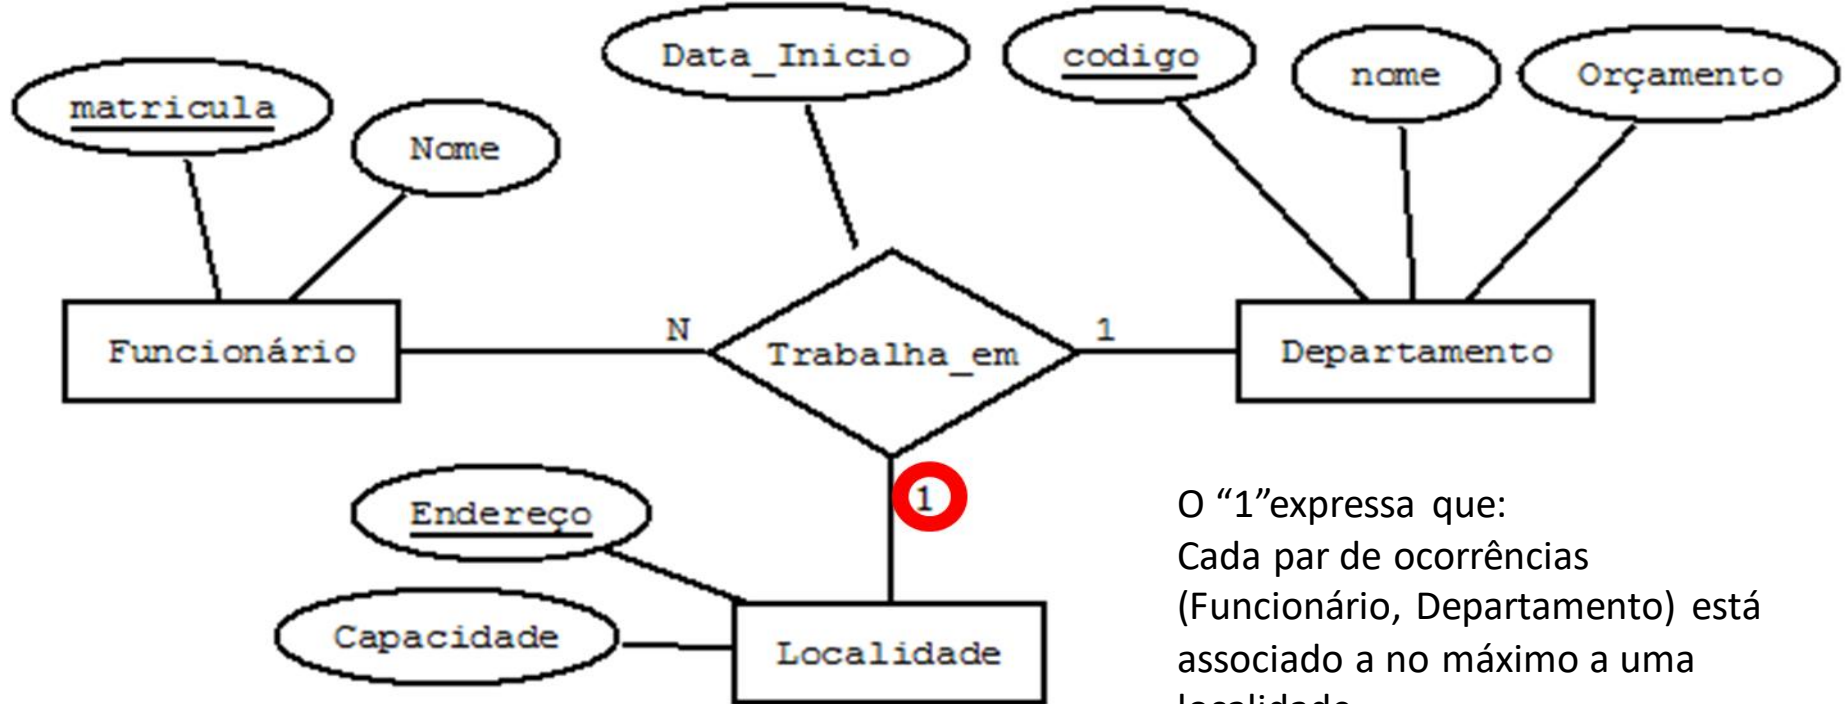 Data_Inicio
codigo
nome
Orçamento
matricula
Nome
N
1
Funcionário
Trabalha_em
Departamento
1
Endereço
Capacidade
Localidade
O “1”expressa que:
Cada par de ocorrências
(Funcionário, Departamento) está
associado a no máximo a uma
localidade